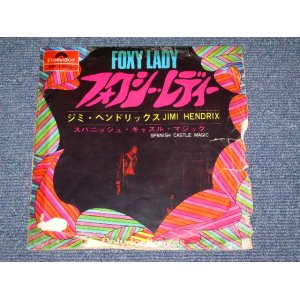 Polydor
FOXY LADY
フォクシー・レディー
ジミ・ヘンドリックス JIMI HENDRIX
スパニッシュ・キャスル・マジック
SPANISH CASTLE MAGIC